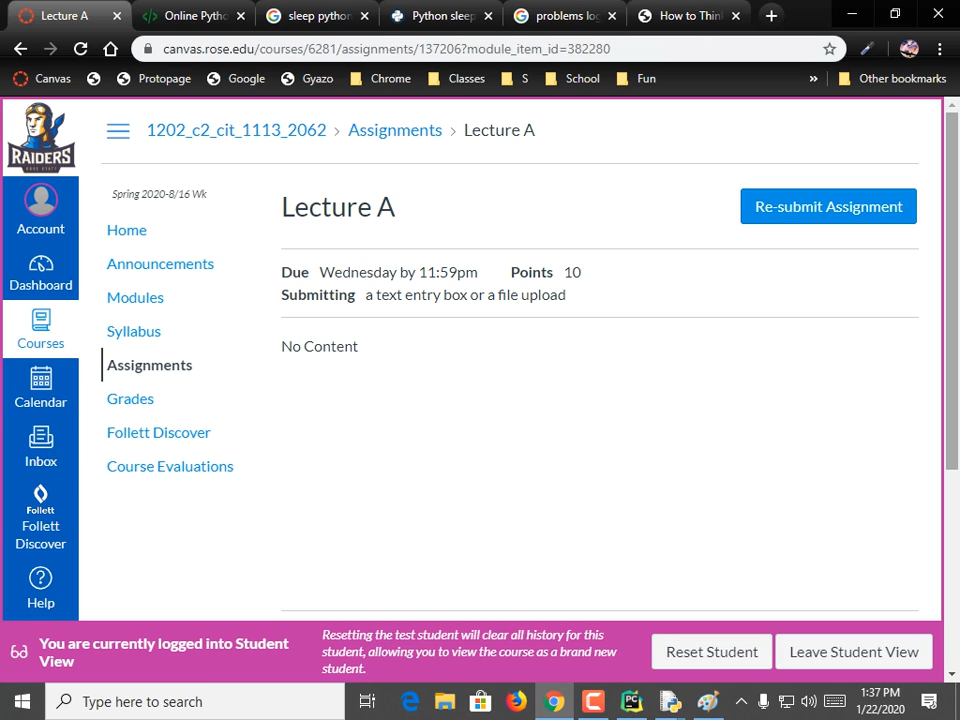 Lecture A
Online Pytho
sleep python
Python sleep
problems log
How to Think
canvas.rose.edu/courses/6281/assignments/137206?module_item_id=382280
Canvas
Protopage
Google
Gyazo
Chrome
Classes
S
School
Fun
»
Other bookmarks
RAIDERS
ROSE STATE
1202_c2_cit_1113_2062 > Assignments > Lecture A
Account
Dashboard
Courses
Calendar
Inbox
Follett
Follett
Discover
Help
Spring 2020-8/16 Wk
Home
Announcements
Modules
Syllabus
Assignments
Grades
Follett Discover
Course Evaluations
Lecture A
Re-submit Assignment
Due Wednesday by 11:59pm Points 10
Submitting a text entry box or a file upload
No Content
You are currently logged into Student
View
Resetting the test student will clear all history for this
student, allowing you to view the course as a brand new
student.
Reset Student
Leave Student View
Type here to search
1:37 PM
1/22/2020